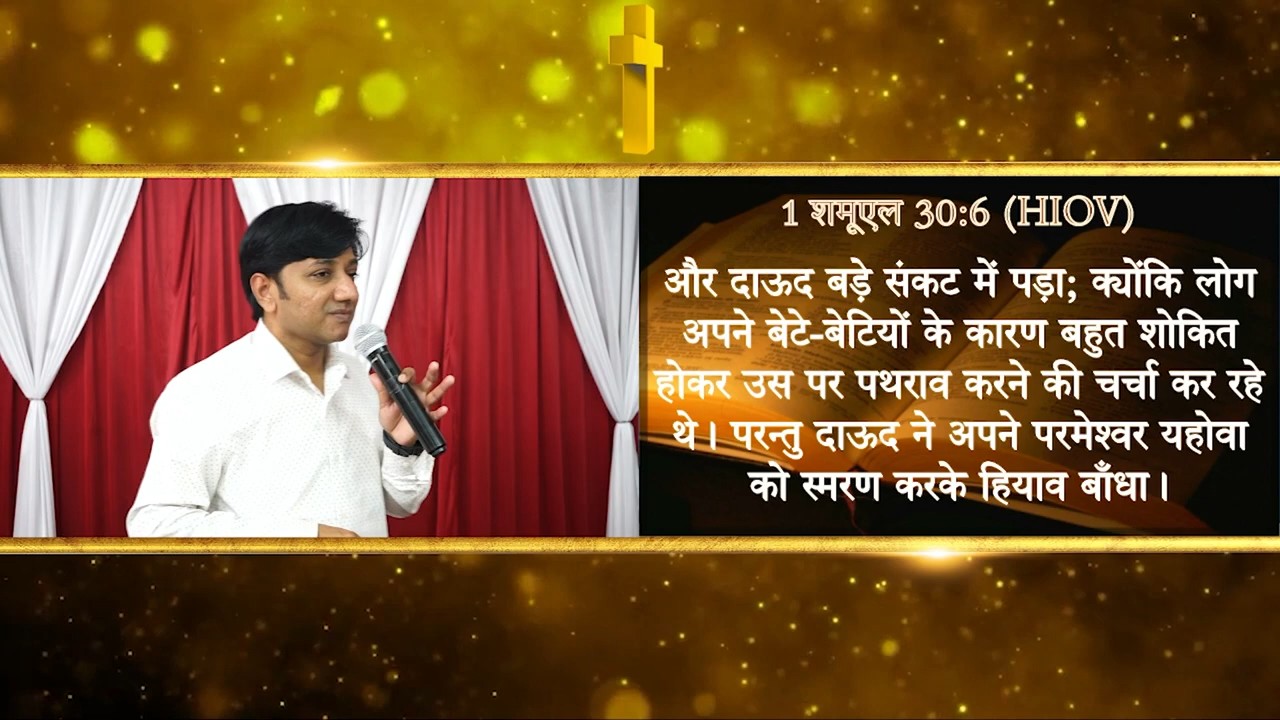 1 शमूएल 30:6 (HIOV)
और दाऊद बड़े संकट में पड़ा; क्योंकि लोग
अपने बेटे-बेटियों के कारण बहुत शोकित
होकर उस पर पथराव करने की चर्चा कर रहे
थे। परन्तु दाऊद ने अपने परमेश्वर यहोवा
को स्मरण करके हियाव बाँधा।